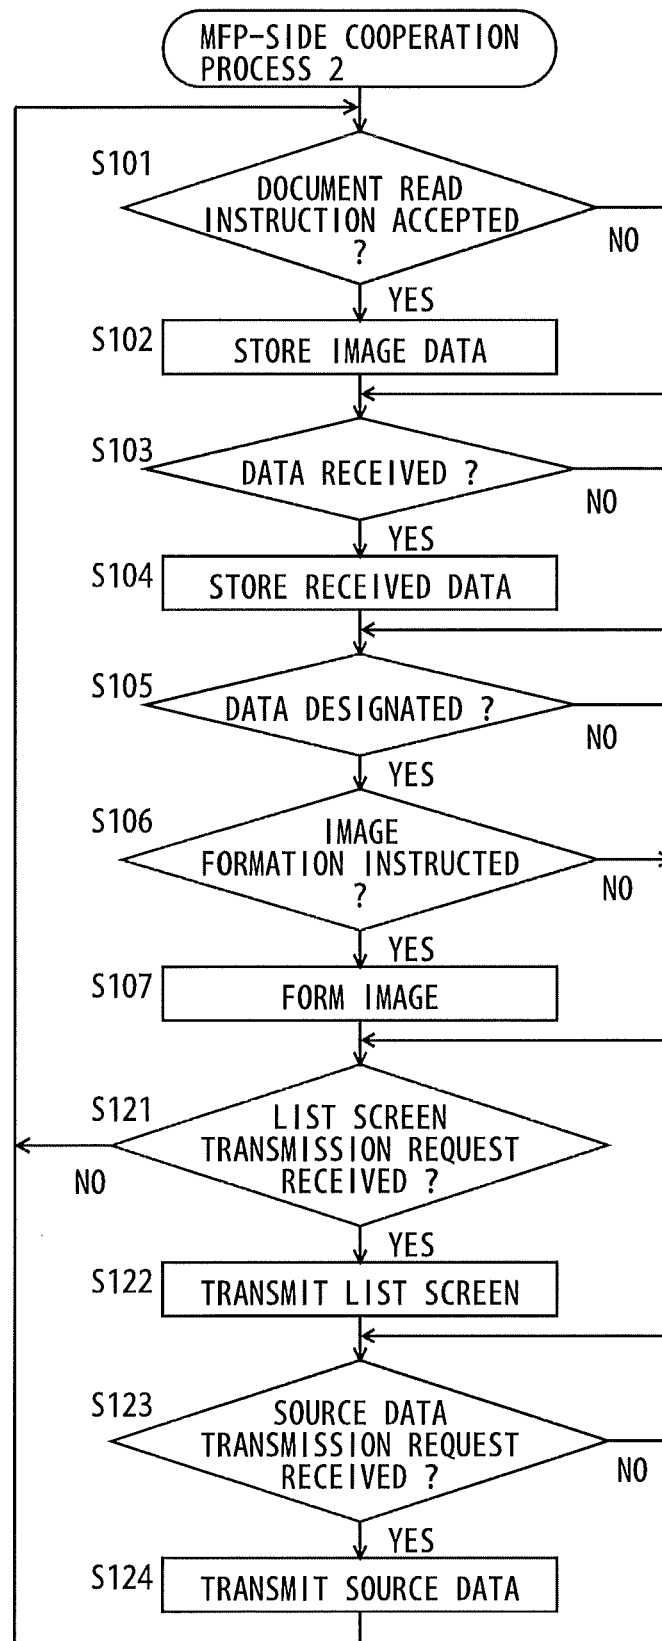 MFP-SIDE COOPERATION
PROCESS 2
S101
DOCUMENT READ
INSTRUCTION ACCEPTED
?
NO
YES
S102
STORE IMAGE DATA
S103
DATA RECEIVED ?
NO
YES
S104
STORE RECEIVED DATA
S105
DATA DESIGNATED ?
NO
YES
S106
IMAGE
FORMATION INSTRUCTED
?
NO
YES
S107
FORM IMAGE
S121
LIST SCREEN
TRANSMISSION REQUEST
RECEIVED ?
NO
YES
S122
TRANSMIT LIST SCREEN
S123
SOURCE DATA
TRANSMISSION REQUEST
RECEIVED ?
NO
YES
S124
TRANSMIT SOURCE DATA